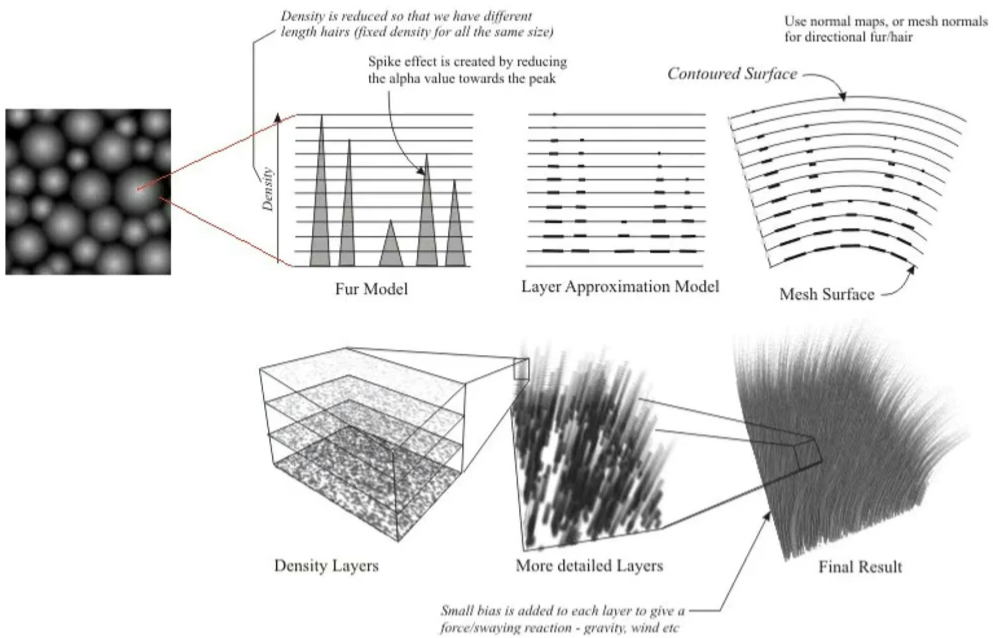 Density is reduced so that we have different
length hairs (fixed density for all the same size)
Use normal maps, or mesh normals
for directional fur/hair
Spike effect is created by reducing
the alpha value towards the peak
Contoured Surface
Density
Fur Model
Layer Approximation Model
Mesh Surface
Density Layers
More detailed Layers
Final Result
Small bias is added to each layer to give a
force/swaying reaction - gravity, wind etc